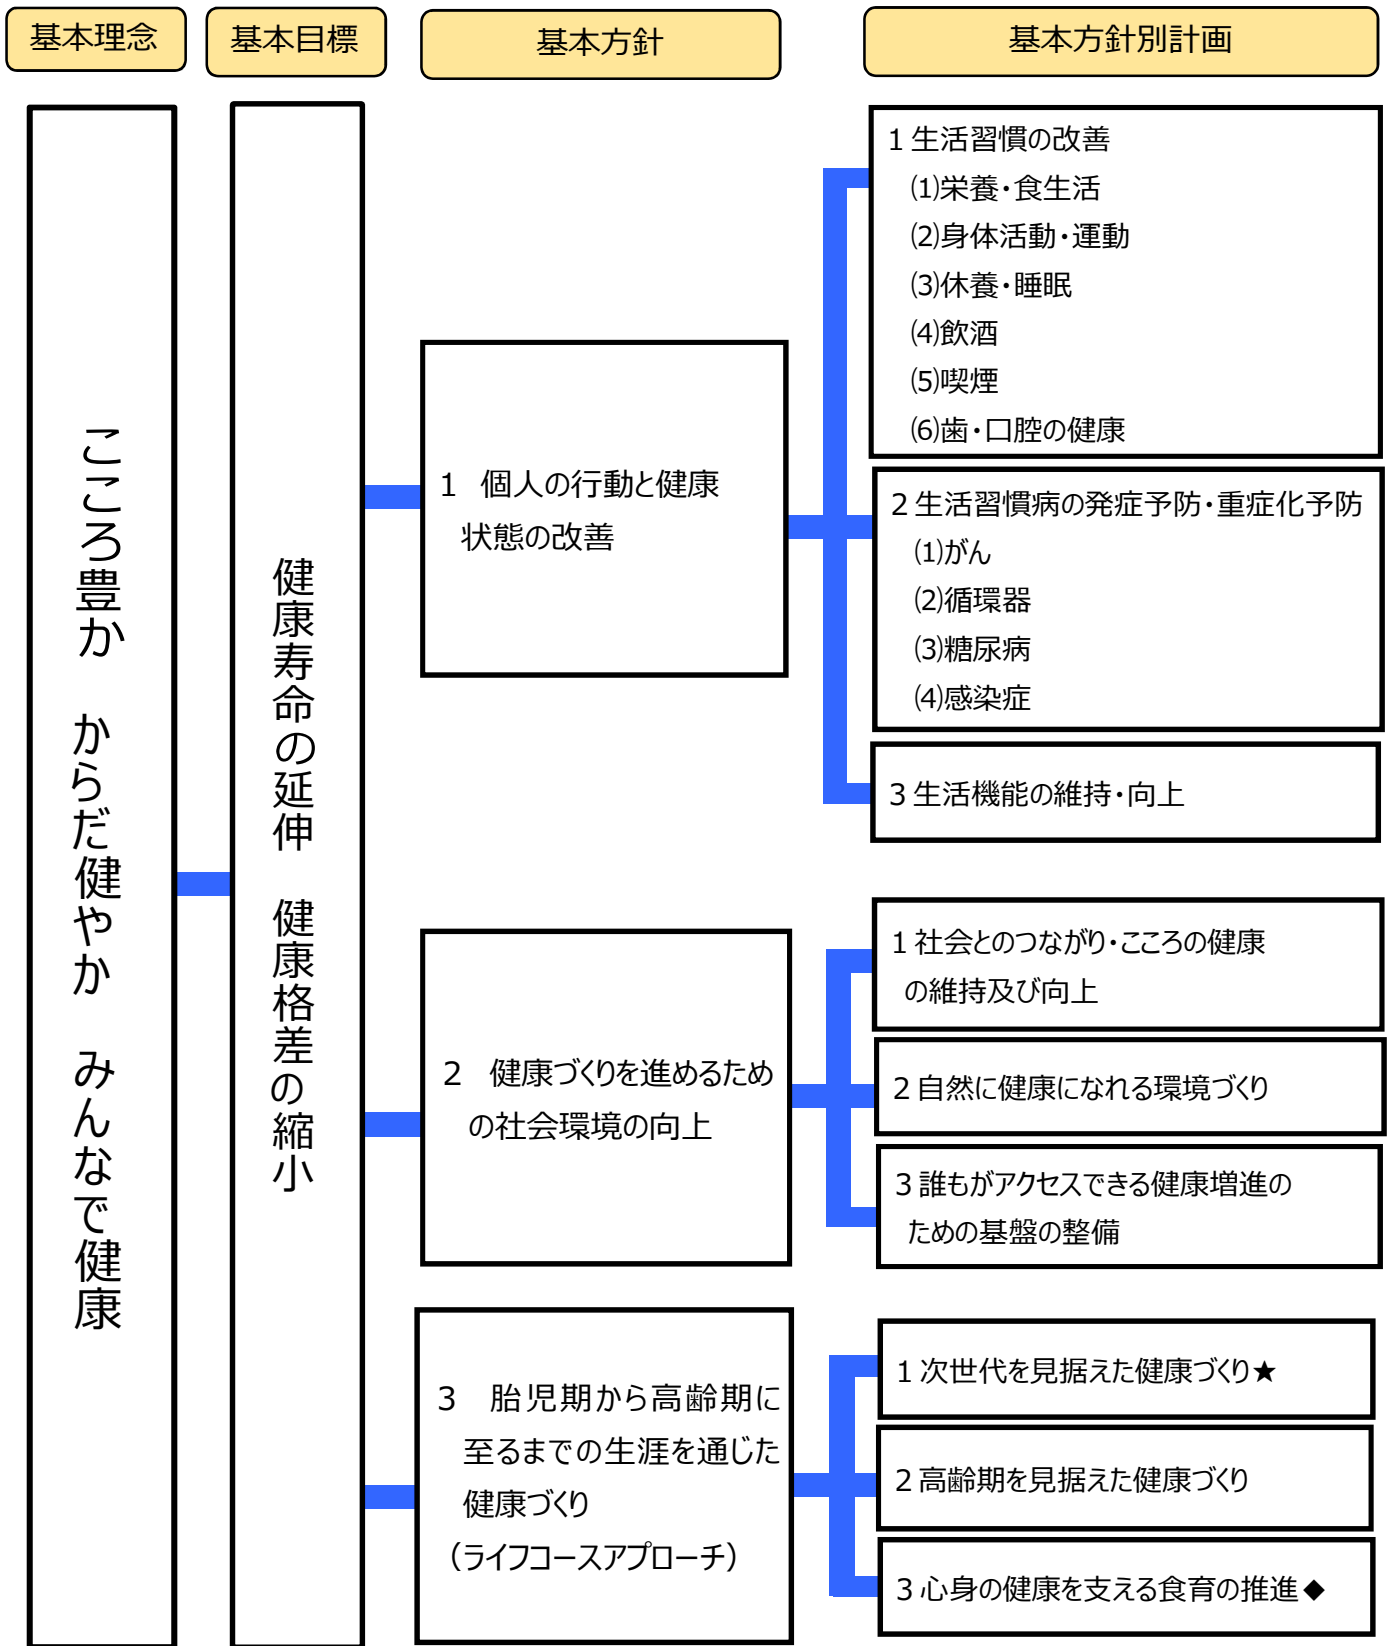 基本理念
基本目標
基本方針
基本方針別計画
こころ豊か　からだ健やか　みんなで健康
健康寿命の延伸　健康格差の縮小
1　個人の行動と健康
状態の改善
1 生活習慣の改善
⑴栄養・食生活
⑵身体活動・運動
⑶休養・睡眠
⑷飲酒
⑸喫煙
⑹歯・口腔の健康
2 生活習慣病の発症予防・重症化予防
⑴がん
⑵循環器
⑶糖尿病
⑷感染症
3 生活機能の維持・向上
2　健康づくりを進めるため
の社会環境の向上
1 社会とのつながり・こころの健康
の維持及び向上
2 自然に健康になれる環境づくり
3 誰もがアクセスできる健康増進の
ための基盤の整備
3　胎児期から高齢期に
至るまでの生涯を通じた
健康づくり
（ライフコースアプローチ）
1 次世代を見据えた健康づくり★
2 高齢期を見据えた健康づくり
3 心身の健康を支える食育の推進◆